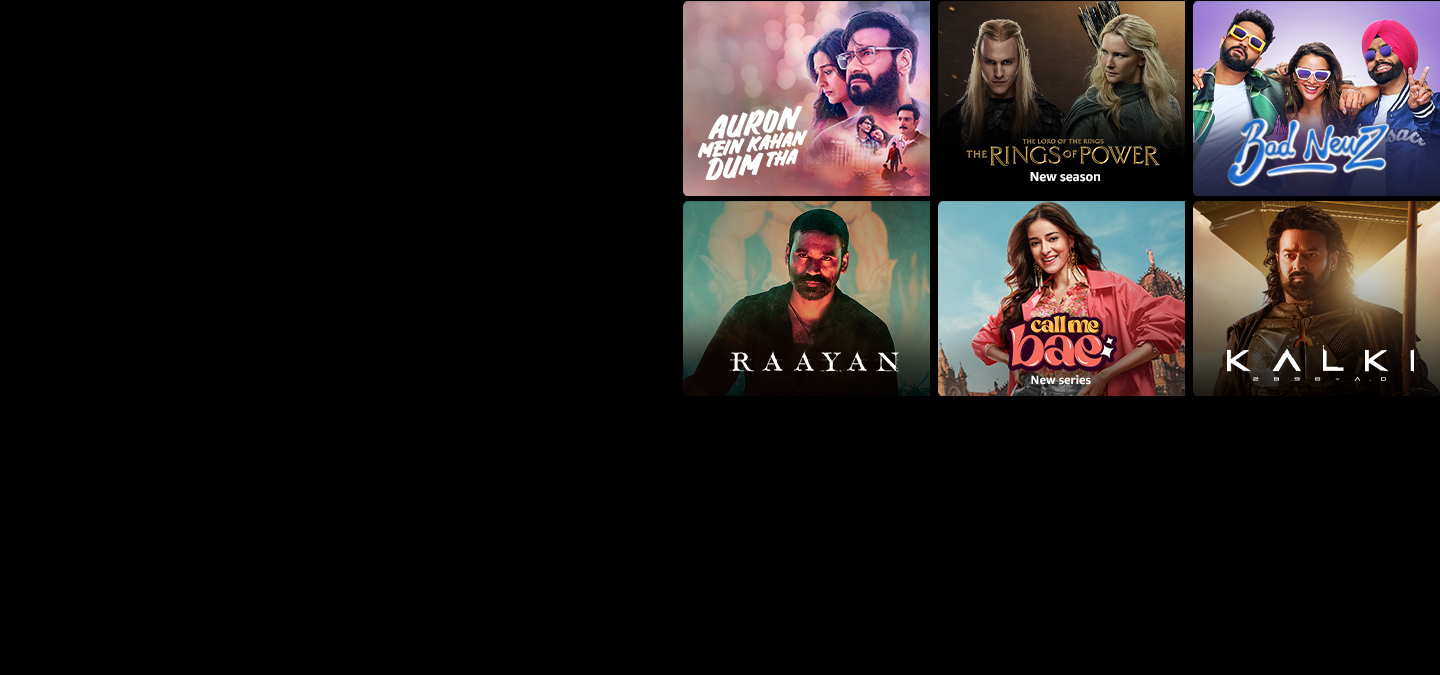 AURON
MEIN KAHAN
DUM THA
THE LORD OF THE RINGS
THE RINGS OF POWER
New season
Bad Newz
RAAYAN
call me
bae
New series
KALKI
2898-A.D